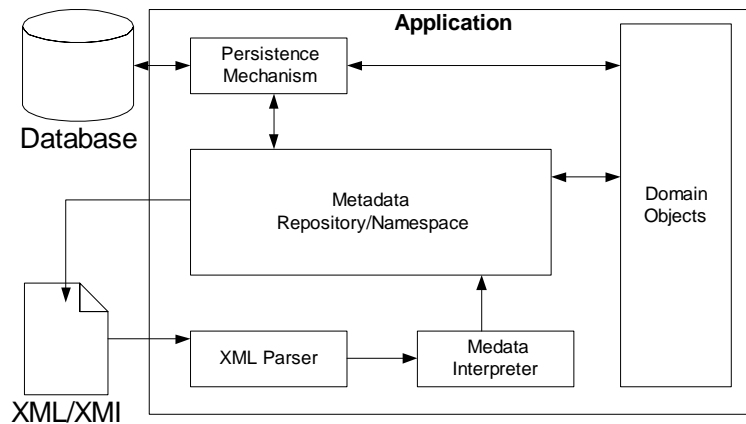 Application
Persistence
Mechanism
Database
Metadata
Repository/Namespace
Domain
Objects
XML Parser
Medata
Interpreter
XML/XMI